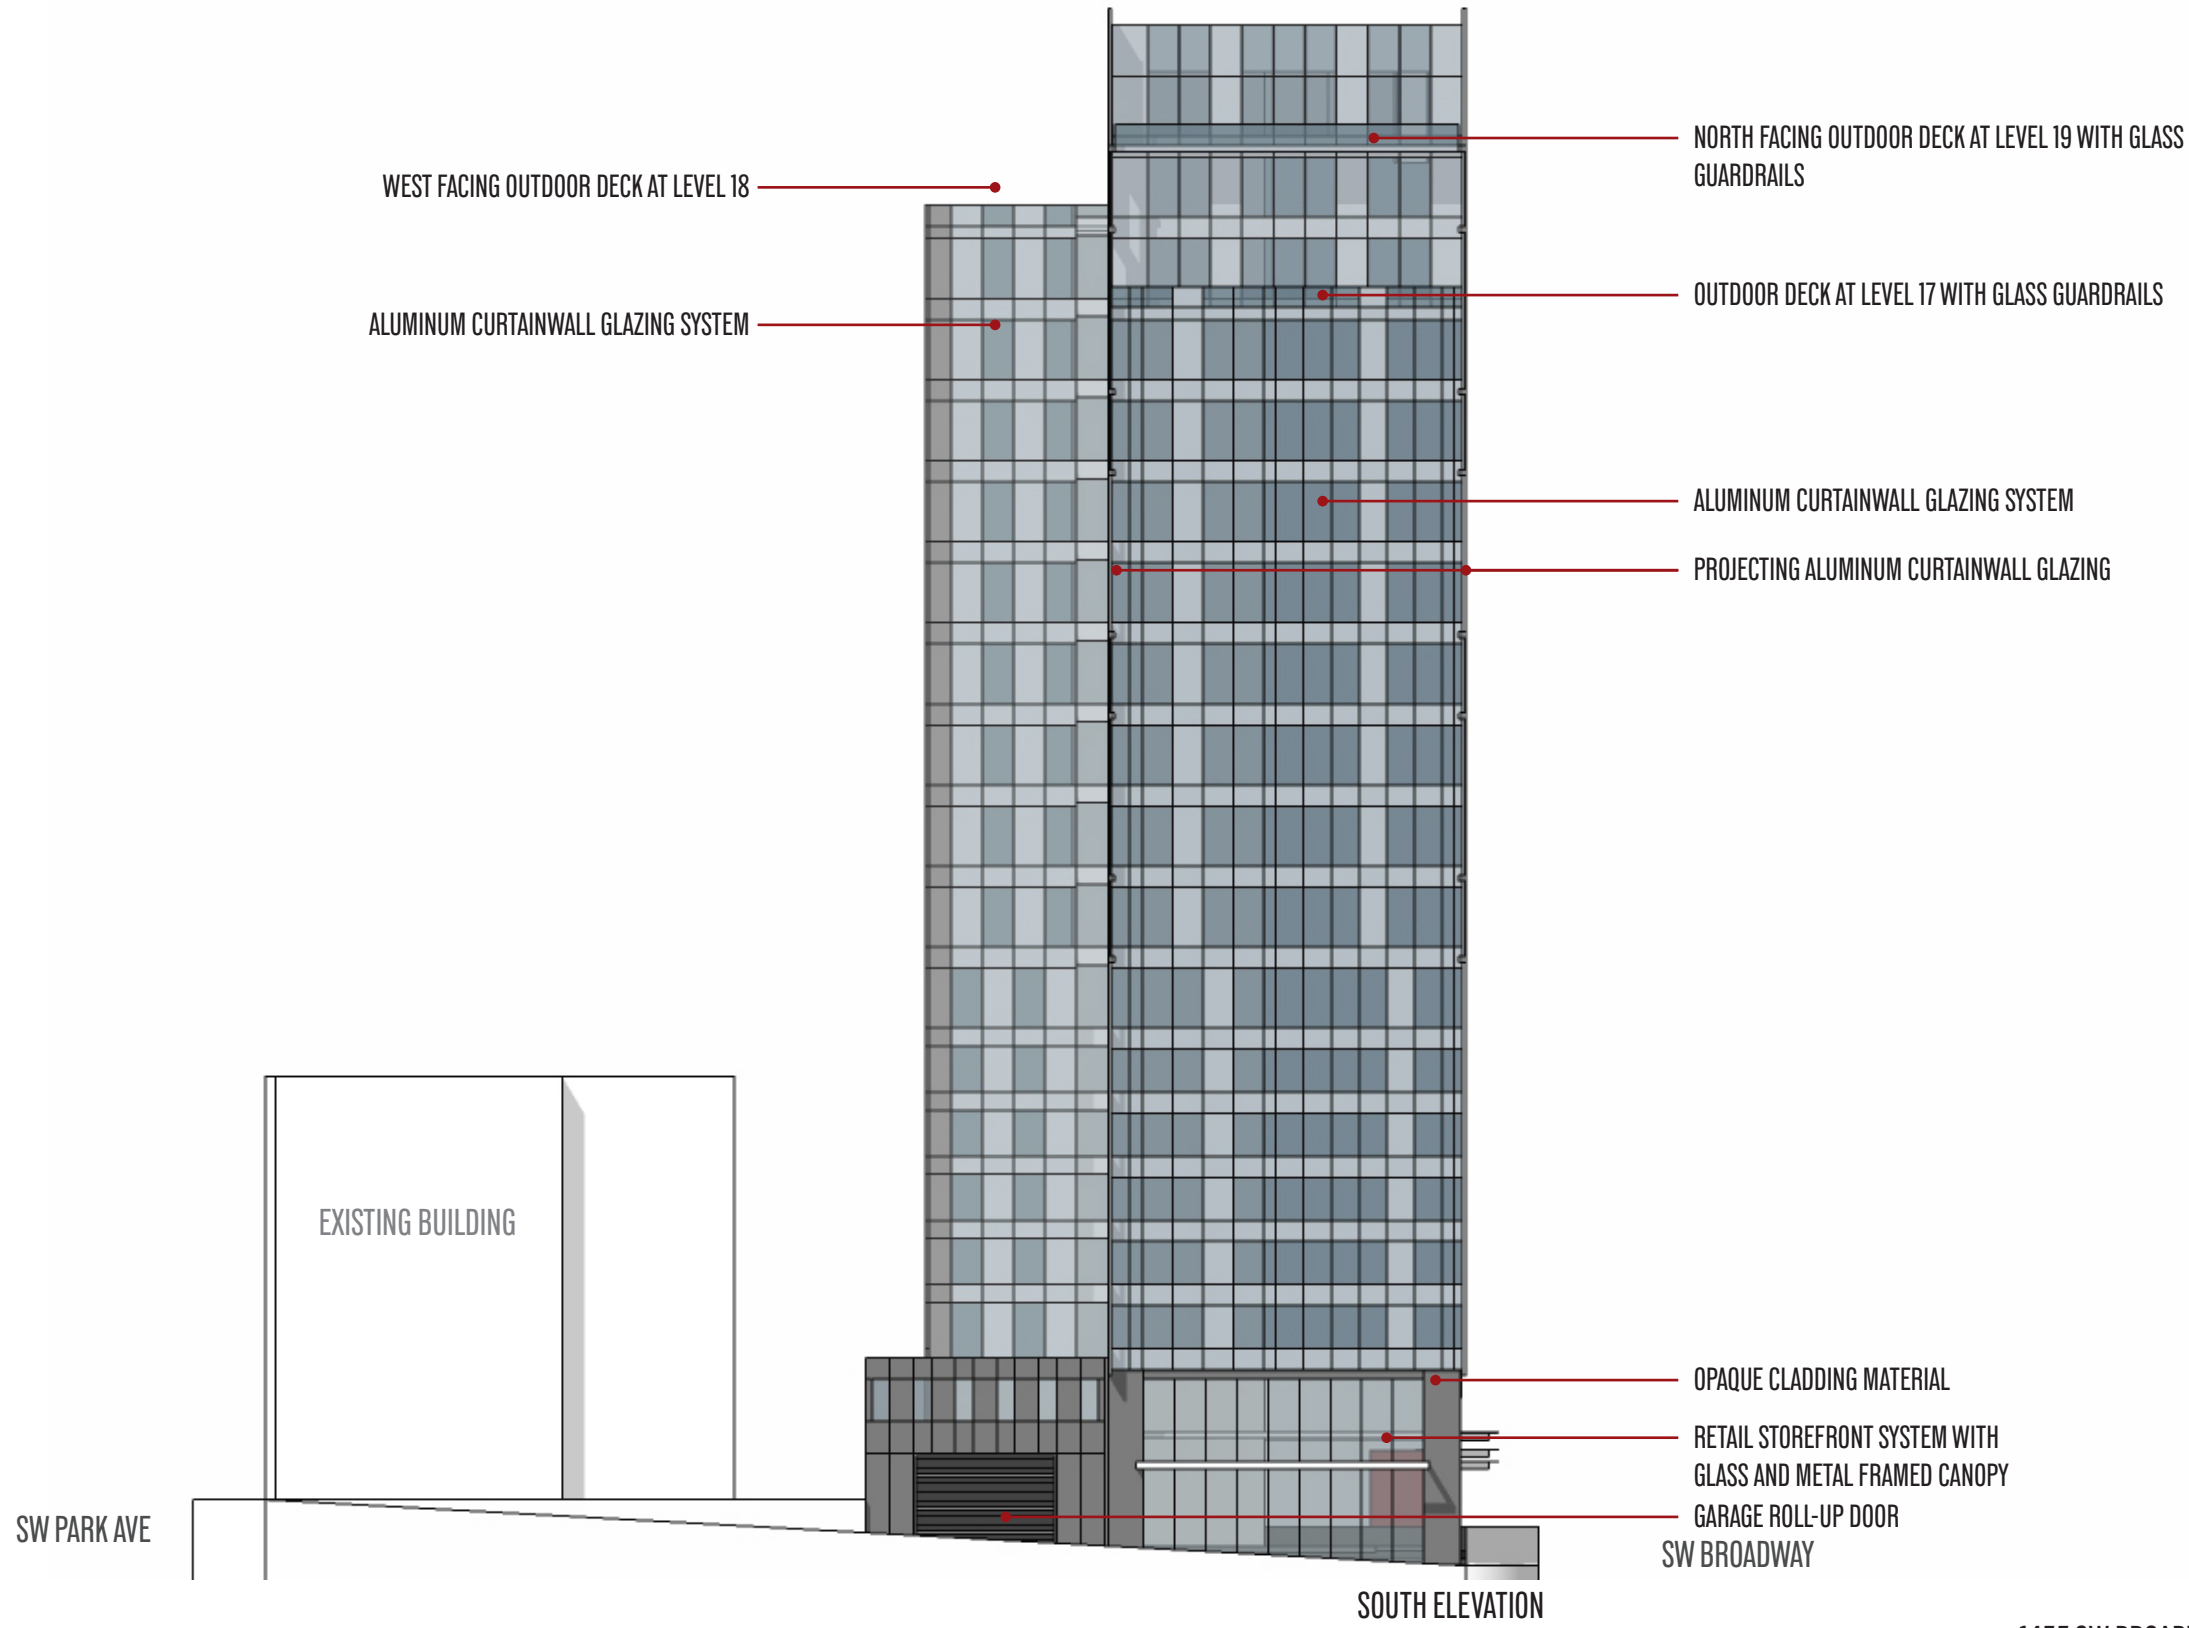 NORTH FACING OUTDOOR DECK AT LEVEL 19 WITH GLASS
GUARDRAILS
WEST FACING OUTDOOR DECK AT LEVEL 18
OUTDOOR DECK AT LEVEL 17 WITH GLASS GUARDRAILS
ALUMINUM CURTAINWALL GLAZING SYSTEM
ALUMINUM CURTAINWALL GLAZING SYSTEM
PROJECTING ALUMINUM CURTAINWALL GLAZING
EXISTING BUILDING
OPAQUE CLADDING MATERIAL
RETAIL STOREFRONT SYSTEM WITH
GLASS AND METAL FRAMED CANOPY
GARAGE ROLL-UP DOOR
SW PARK AVE
SW BROADWAY
SOUTH ELEVATION